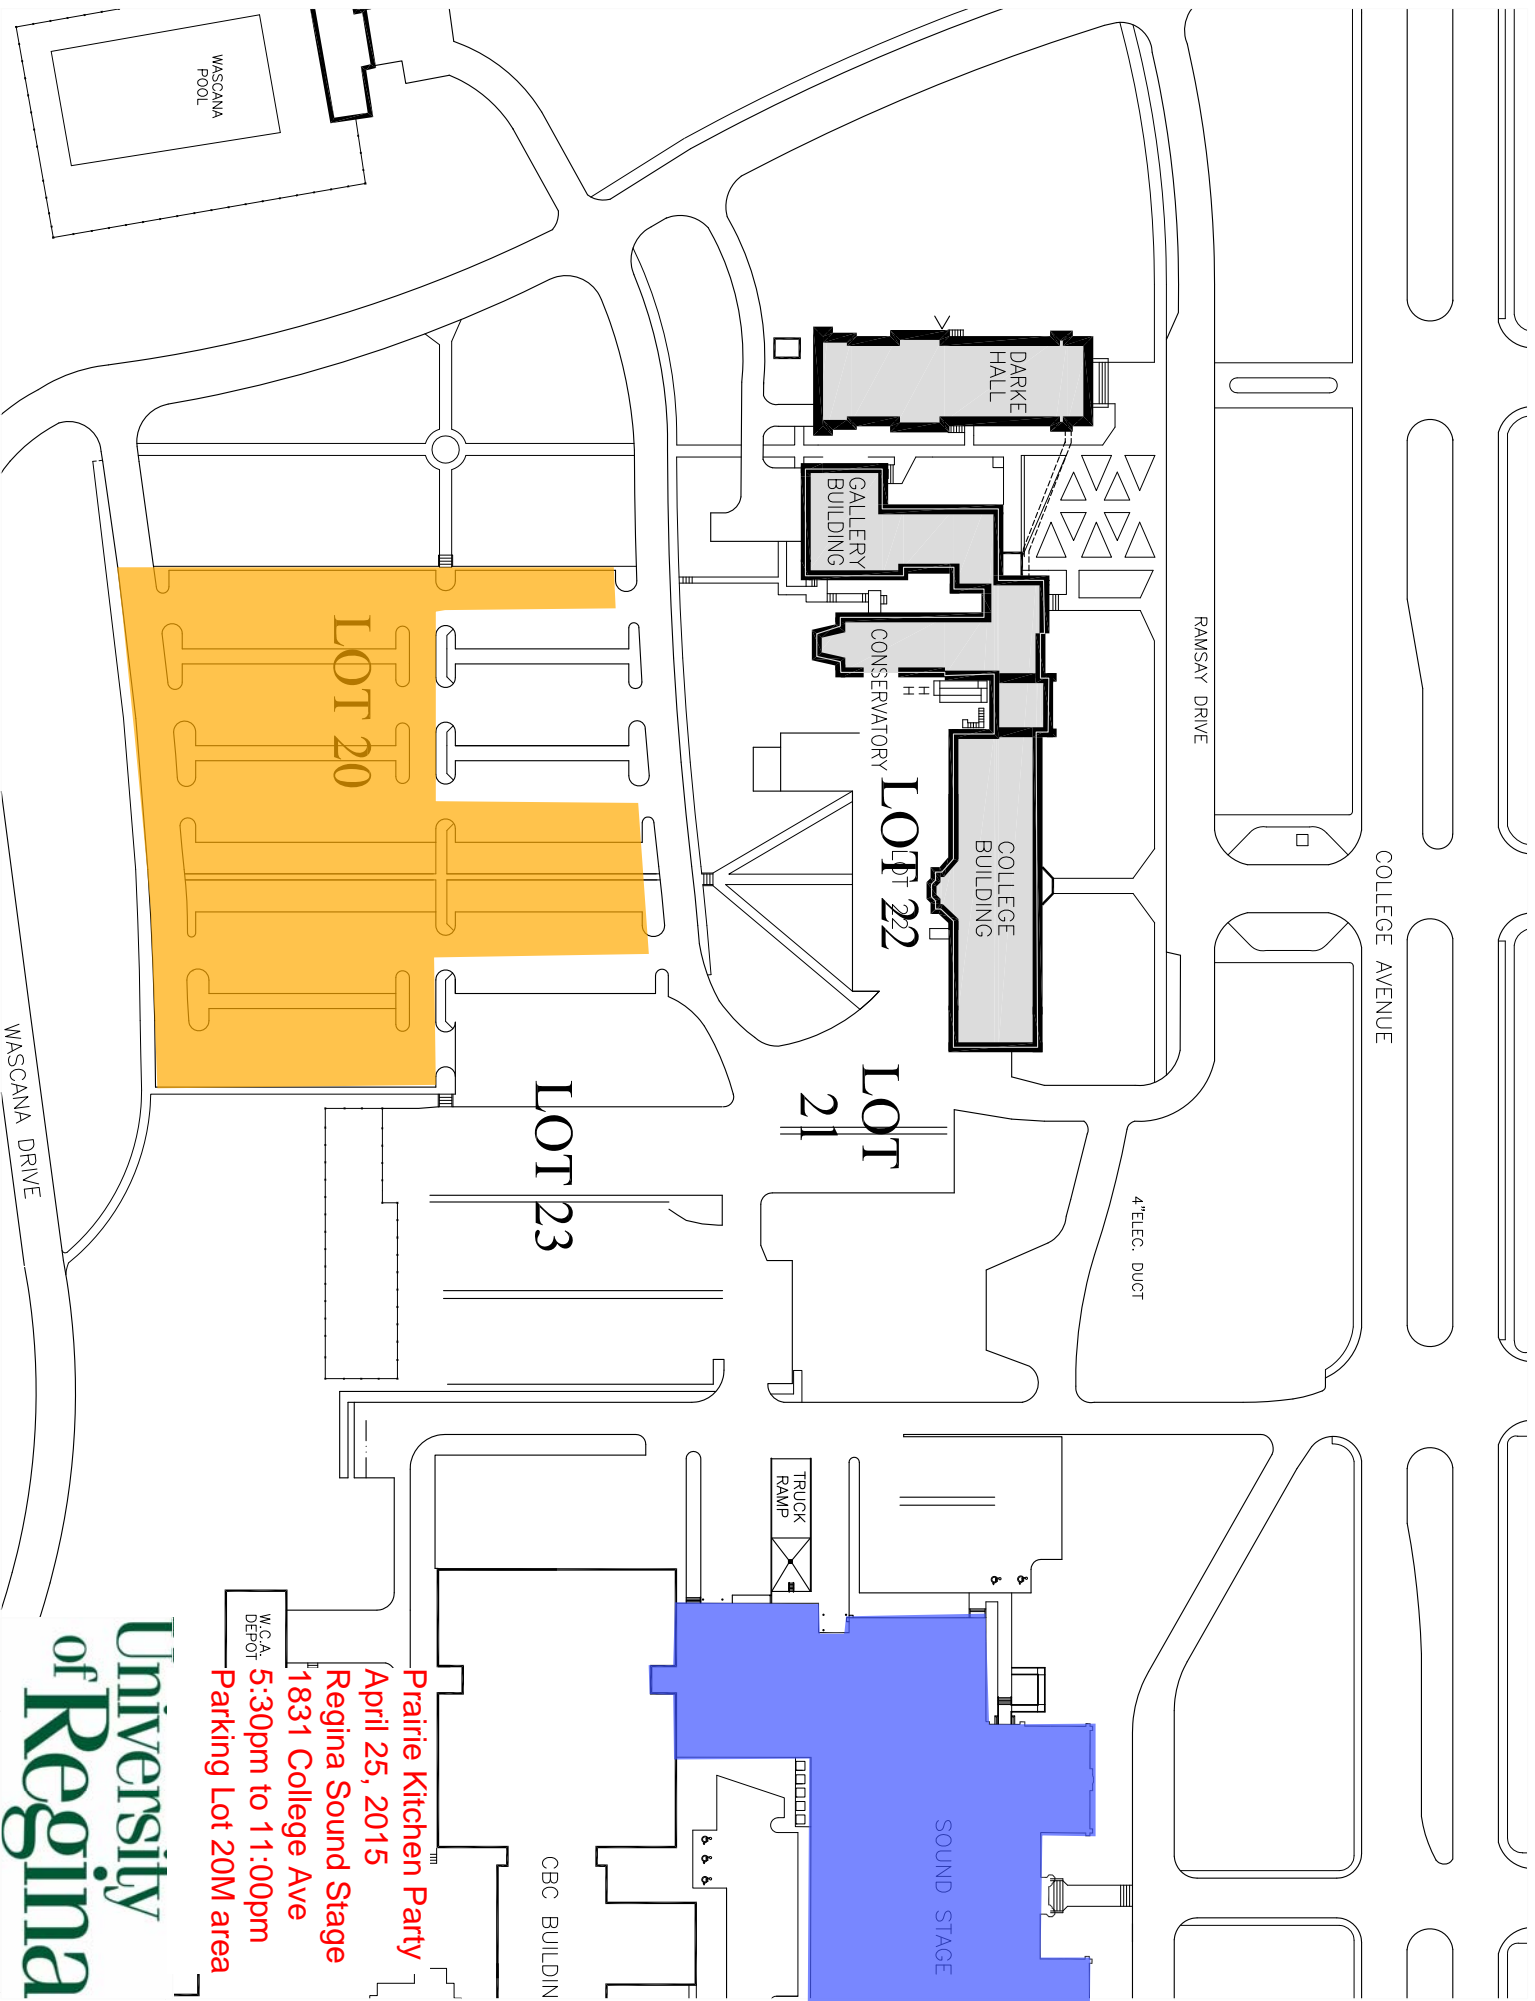 WASCANA
POOL
DARKE
HALL
GALLERY
BUILDING
CONSERVATORY
H
H
COLLEGE
BUILDING
LOT 22
LOT 22
LOT 20
RAMSAY DRIVE
COLLEGE AVENUE
LOT
21
LOT 23
WASCANA DRIVE
4"ELEC. DUCT
TRUCK
RAMP
W.C.A.
DEPOT
SOUND STAGE
CBC BUILDIN
Prairie Kitchen Party
April 25, 2015
Regina Sound Stage
1831 College Ave
5:30pm to 11:00pm
Parking Lot 20M area
University
of Regina